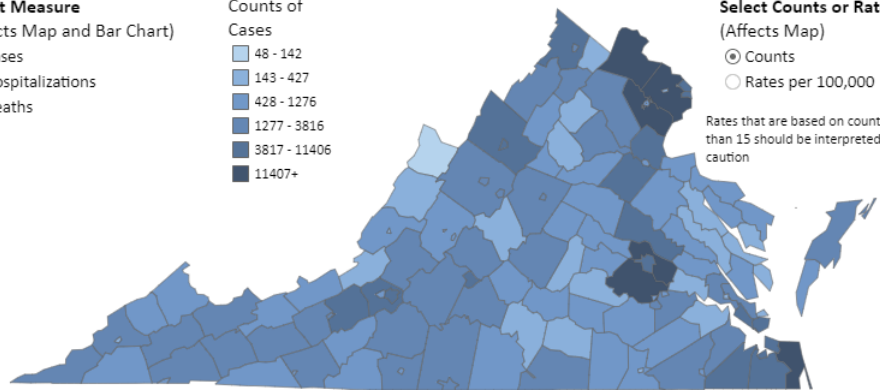 t Measure
cts Map and Bar Chart)
ses
ospitalizations
eaths
Counts of
Cases
48 - 142
143 - 427
428 - 1276
1277 - 3816
3817 - 11406
11407+
Select Counts or Rat
(Affects Map)
Counts
Rates per 100,000
Rates that are based on count
than 15 should be interpreted
caution